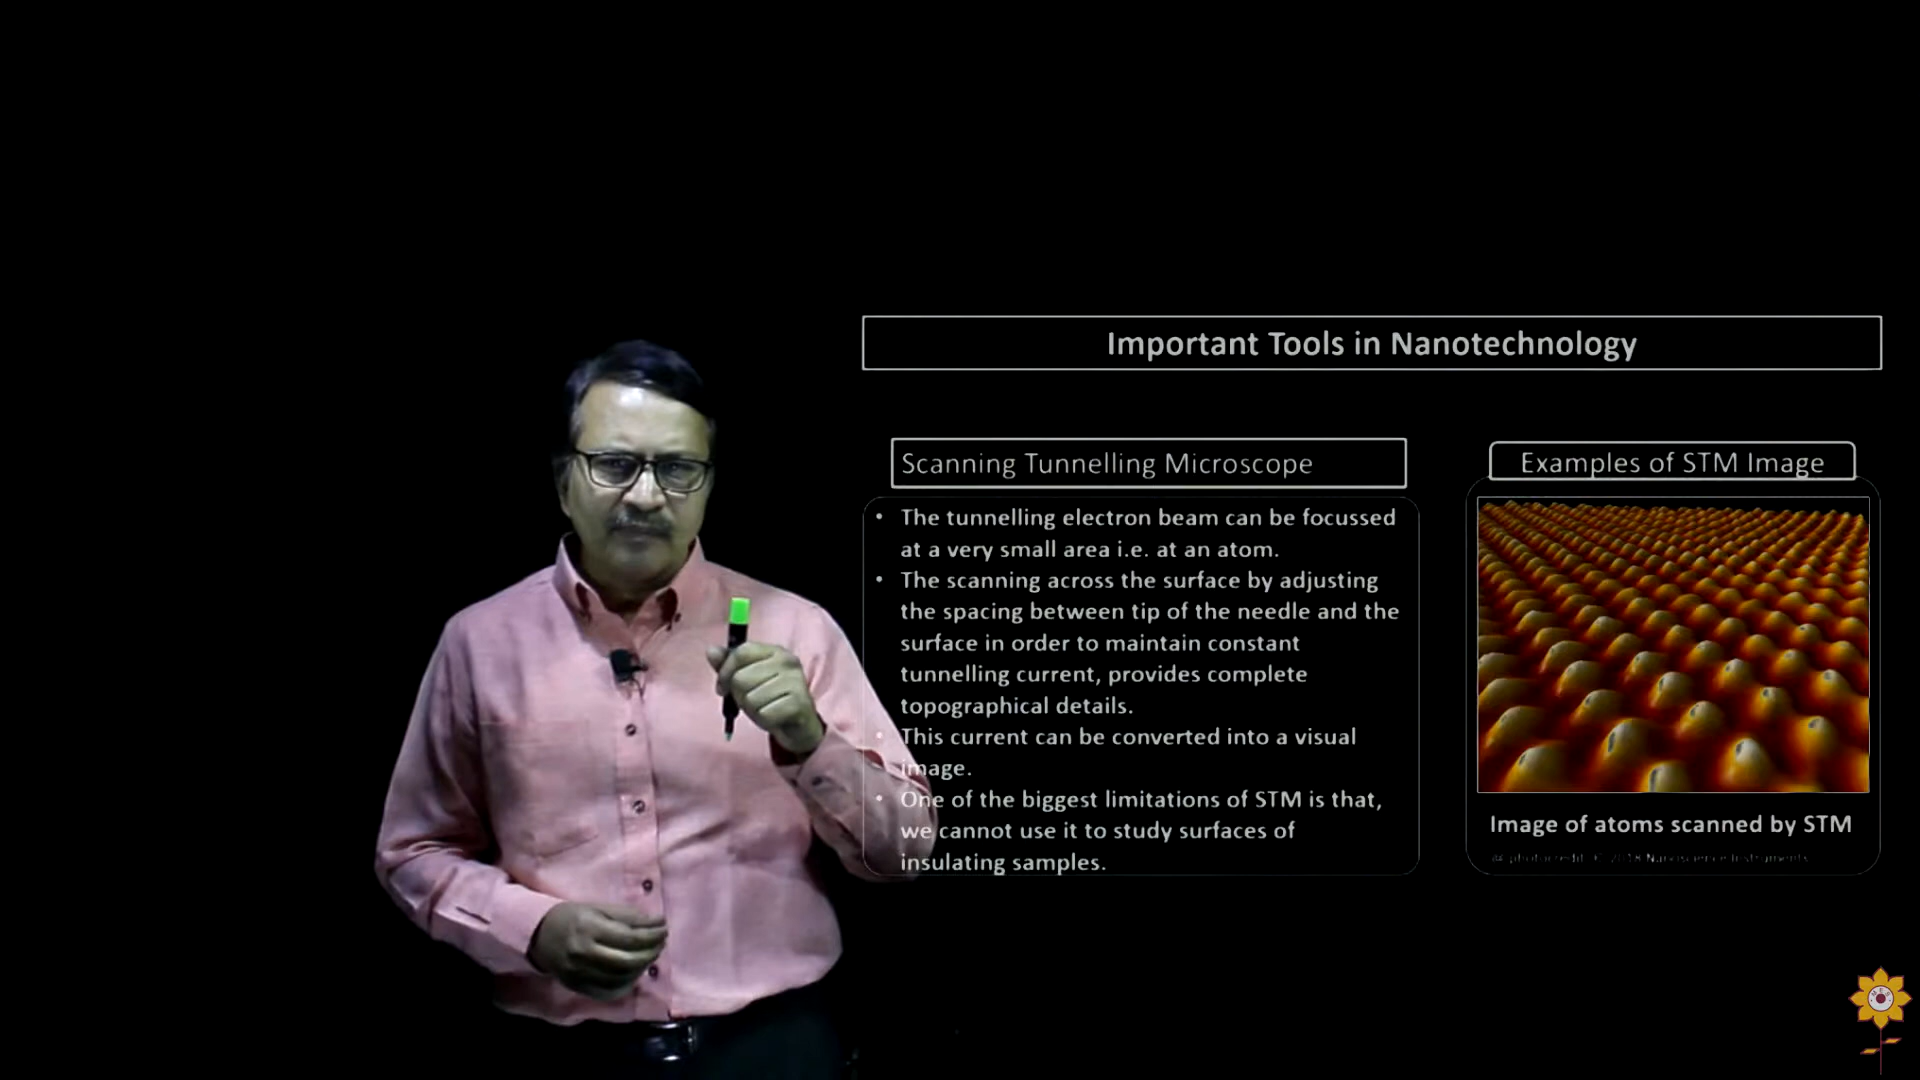 Important Tools in Nanotechnology
Scanning Tunnelling Microscope
• The tunnelling electron beam can be focussed
at a very small area i.e. at an atom.
• The scanning across the surface by adjusting
the spacing between tip of the needle and the
surface in order to maintain constant
tunnelling current, provides complete
topographical details.
• This current can be converted into a visual
image.
• One of the biggest limitations of STM is that,
we cannot use it to study surfaces of
insulating samples.
Examples of STM Image
Image of atoms scanned by STM
photocredit: © 2018 Nanoscience Instruments